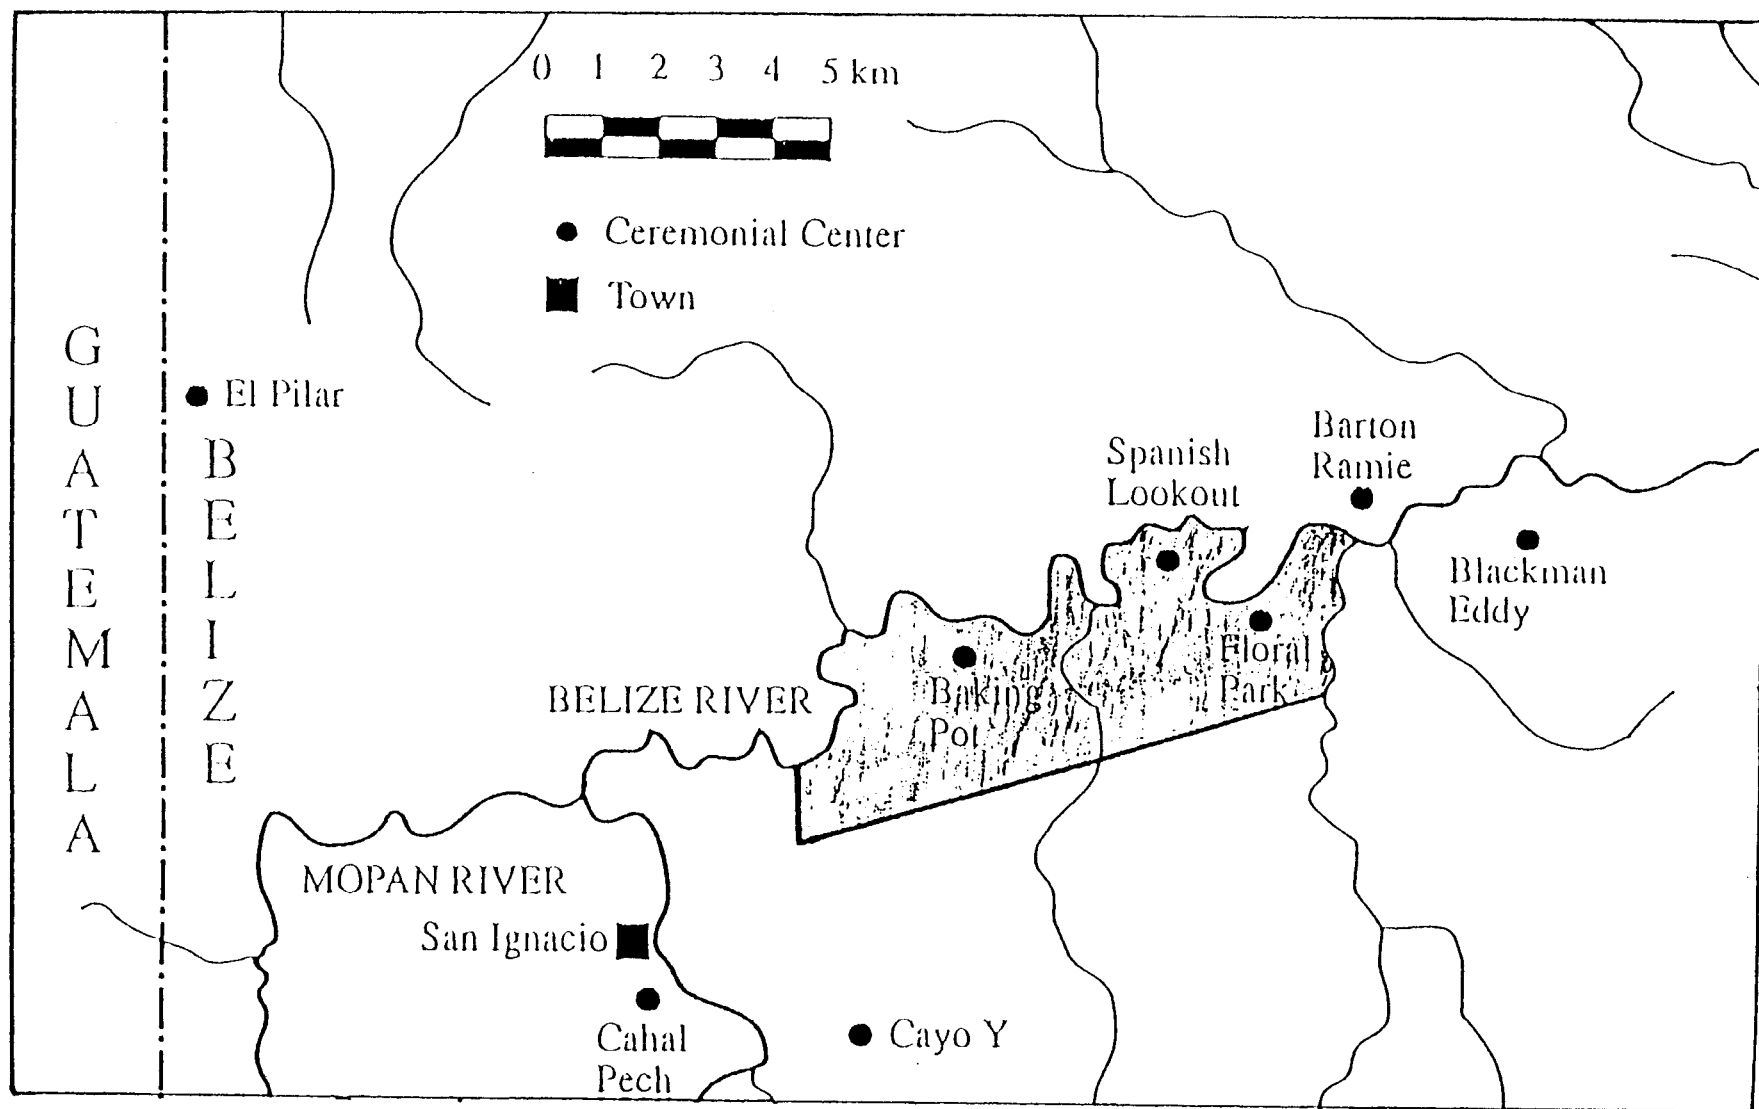 0 1 2 3 4 5 km
Ceremonial Center
Town
GUATEMALA
El Pilar
BELIZE
Barton
Ramie
Spanish
Lookout
Blackman
Eddy
Floral
Park
Baking
Pot
BELIZE RIVER
MOPAN RIVER
San Ignacio
Cahal
Pech
Cayo Y